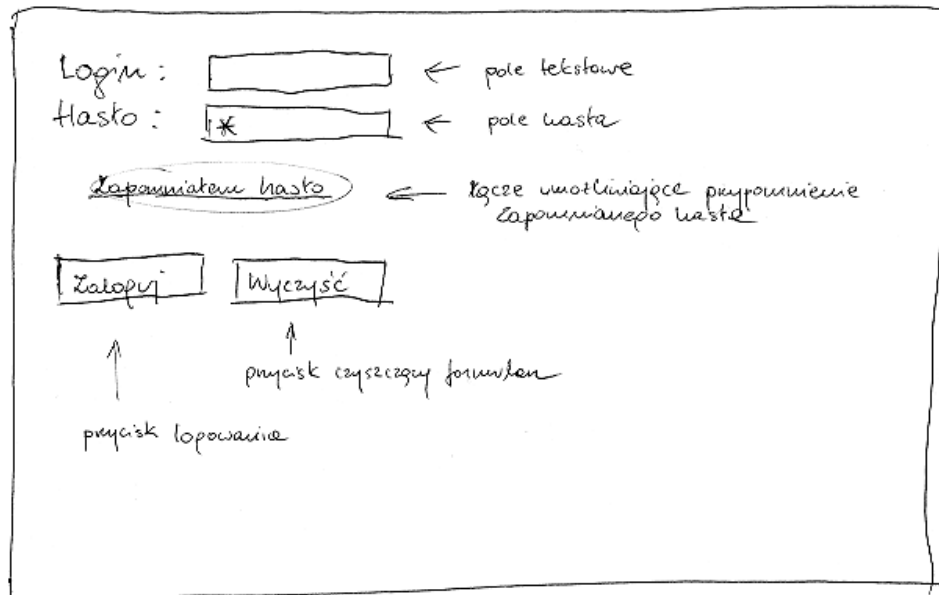 Login : ← pole tekstowe
Hasło : * ← pole hasła
Zapomniałem hasło ← łącze umożliwiające przypomnienie
zapomnianego hasła
Zaloguj Wyczyść
przycisk czyszczący formularz
przycisk logowania